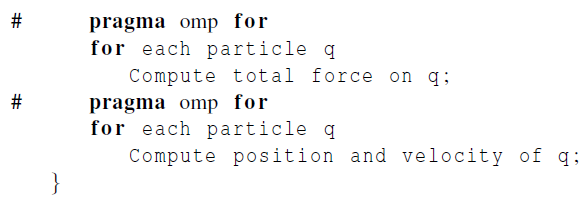 #      pragma omp for
       for each particle q
          Compute total force on q;
#      pragma omp for
       for each particle q
          Compute position and velocity of q;
   }